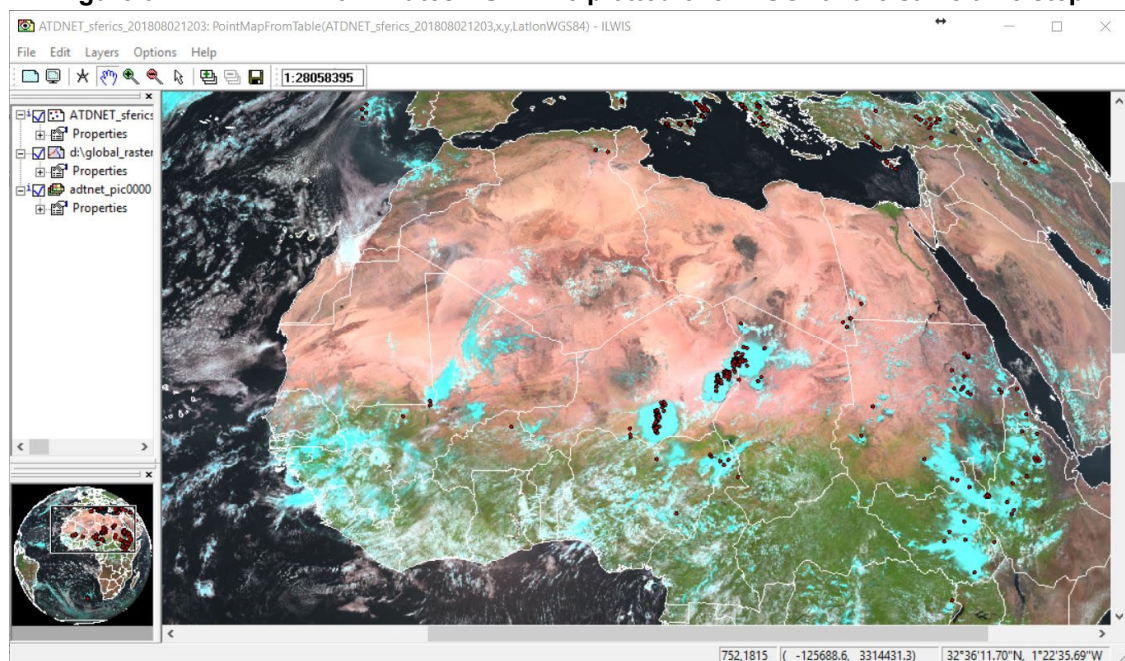 ATDNET_sferics_201808021203: PointMapFromTable(ATDNET_sferics_201808021203,x,y,LatlonWGS84) - ILWIS
File Edit Layers Options Help
1:28058395
ATDNET_sferics
Properties
d:\global_raster
Properties
adtnet_pic0000
Properties
752,1815 ( -125688.6, 3314431.3) 32°36'11.70"N, 1°22'35.69"W